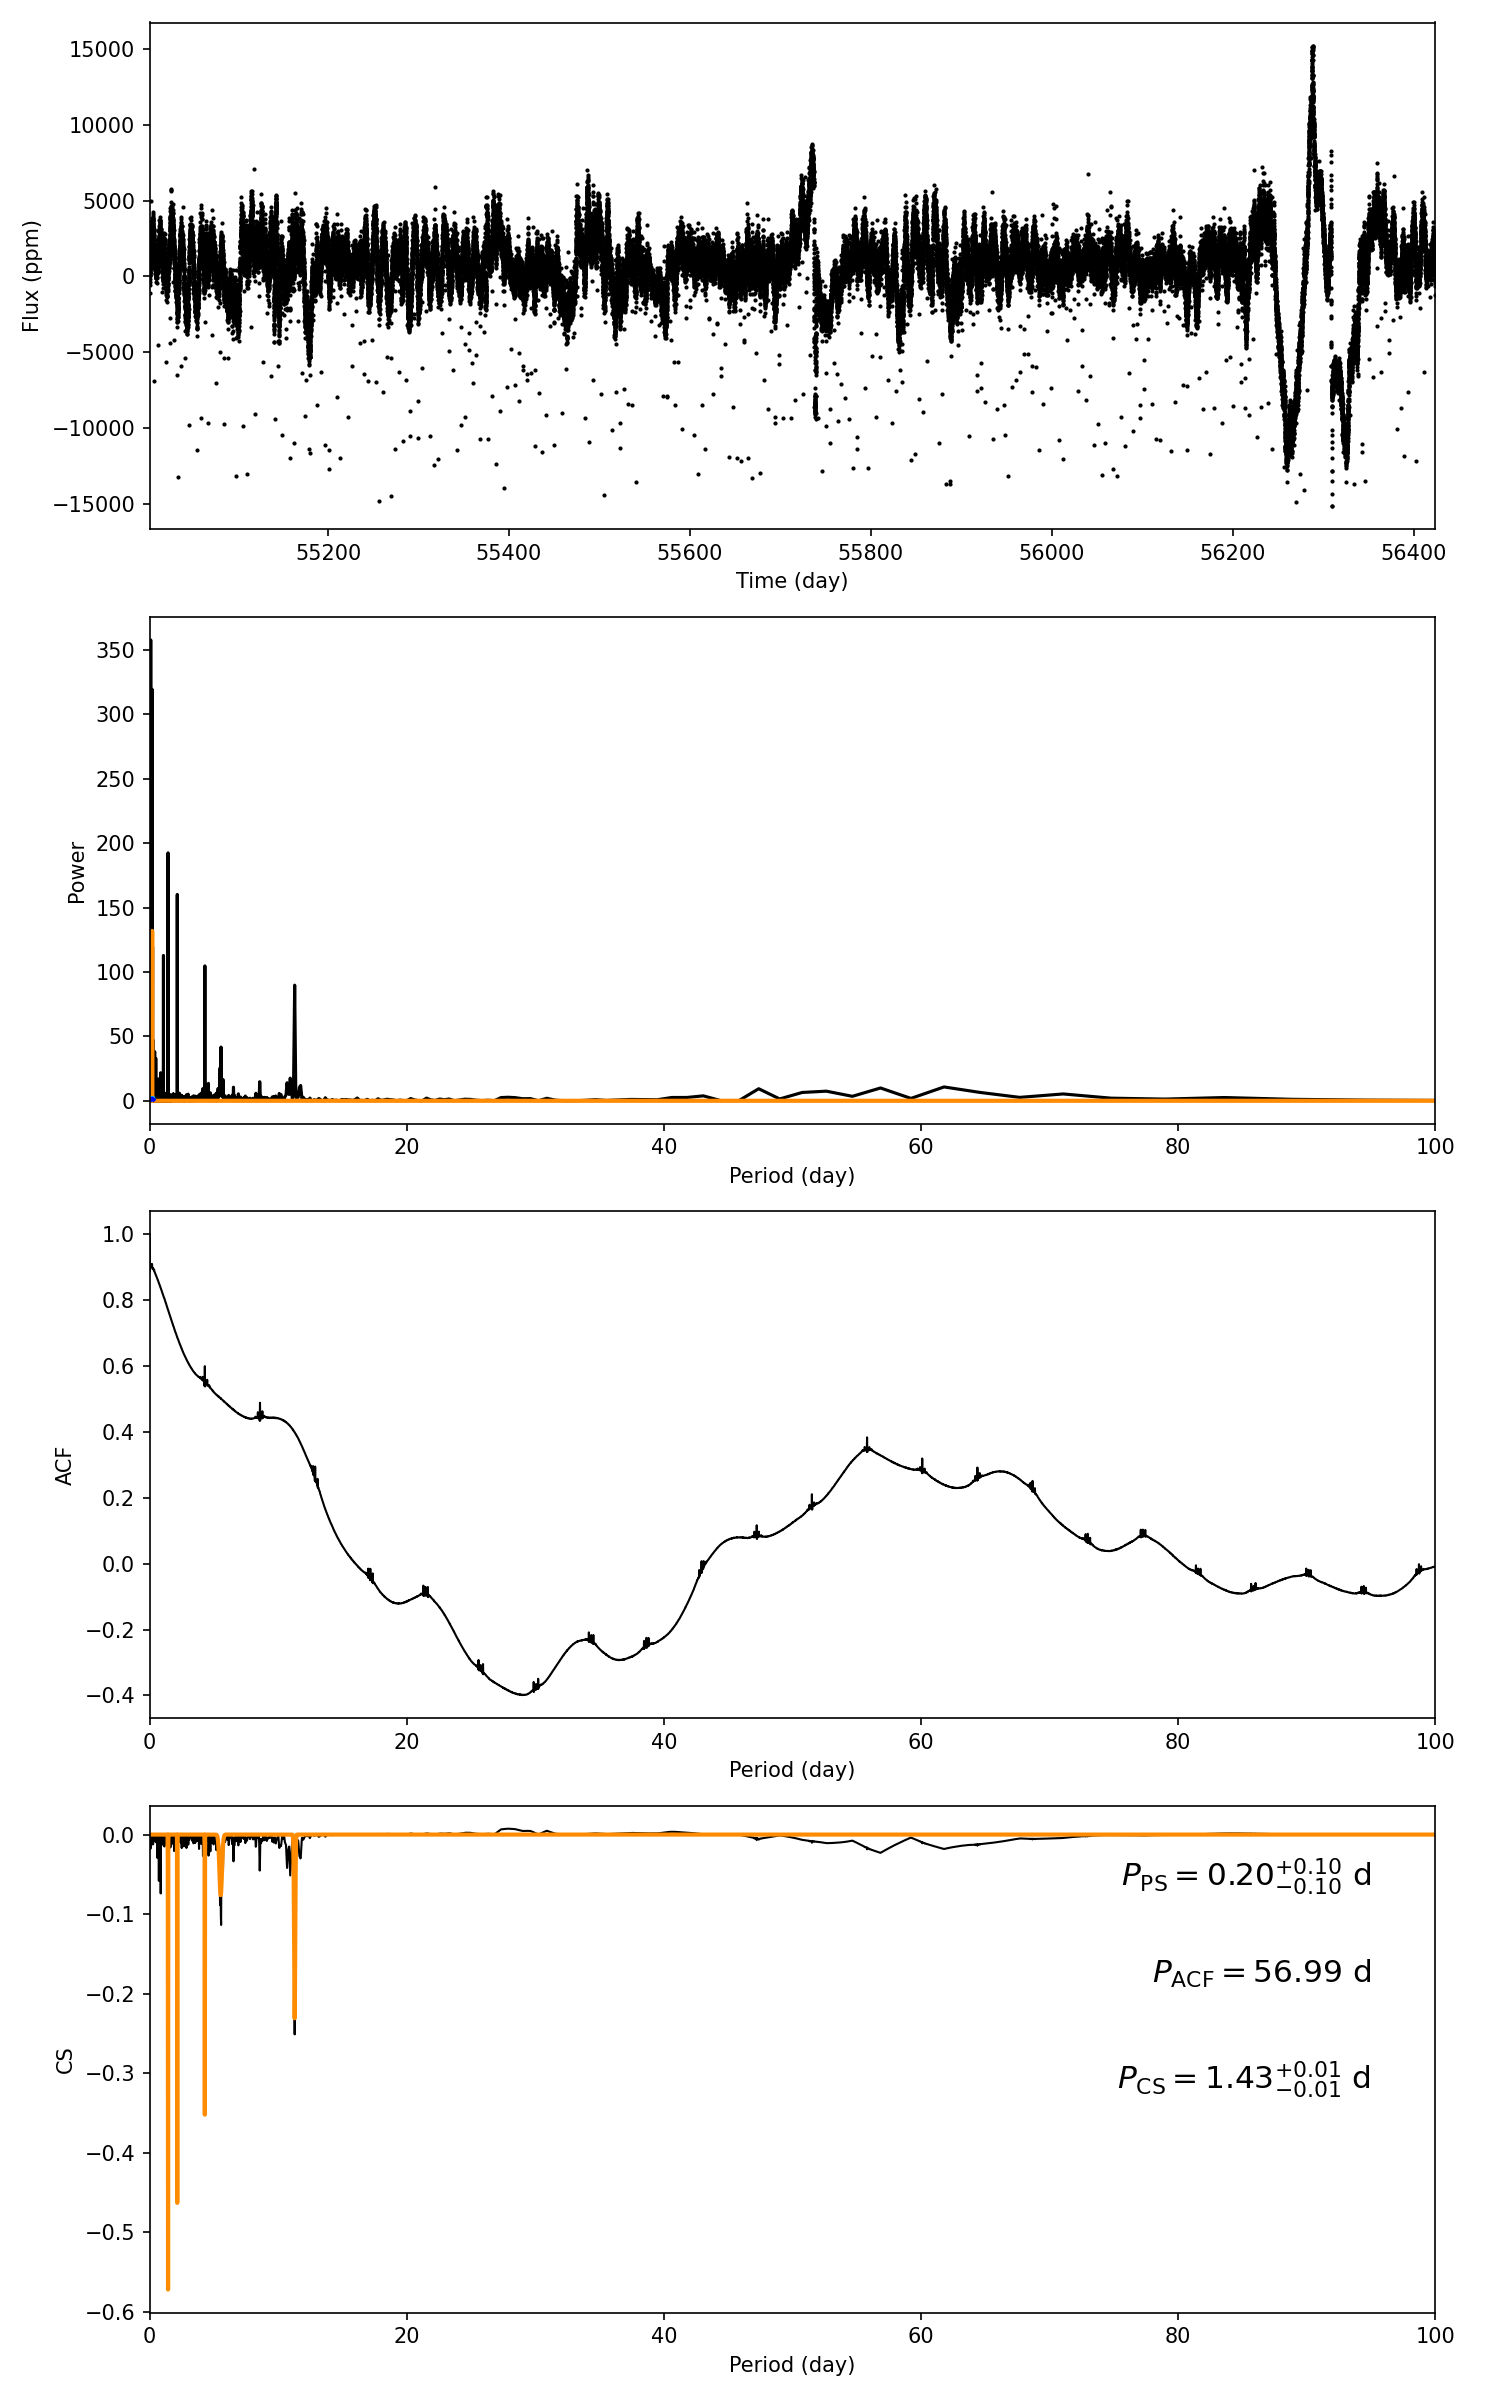 15000
10000
5000
0
−5000
−10000
−15000
Flux (ppm)
55200 55400 55600 55800 56000 56200 56400
Time (day)
350
300
250
200
150
100
50
0
Power
0 20 40 60 80 100
Period (day)
1.0
0.8
0.6
0.4
0.2
0.0
−0.2
−0.4
ACF
0 20 40 60 80 100
Period (day)
0.0
−0.1
−0.2
−0.3
−0.4
−0.5
−0.6
CS
P_PS = 0.20 +0.10 −0.10 d
P_ACF = 56.99 d
P_CS = 1.43 +0.01 −0.01 d
0 20 40 60 80 100
Period (day)